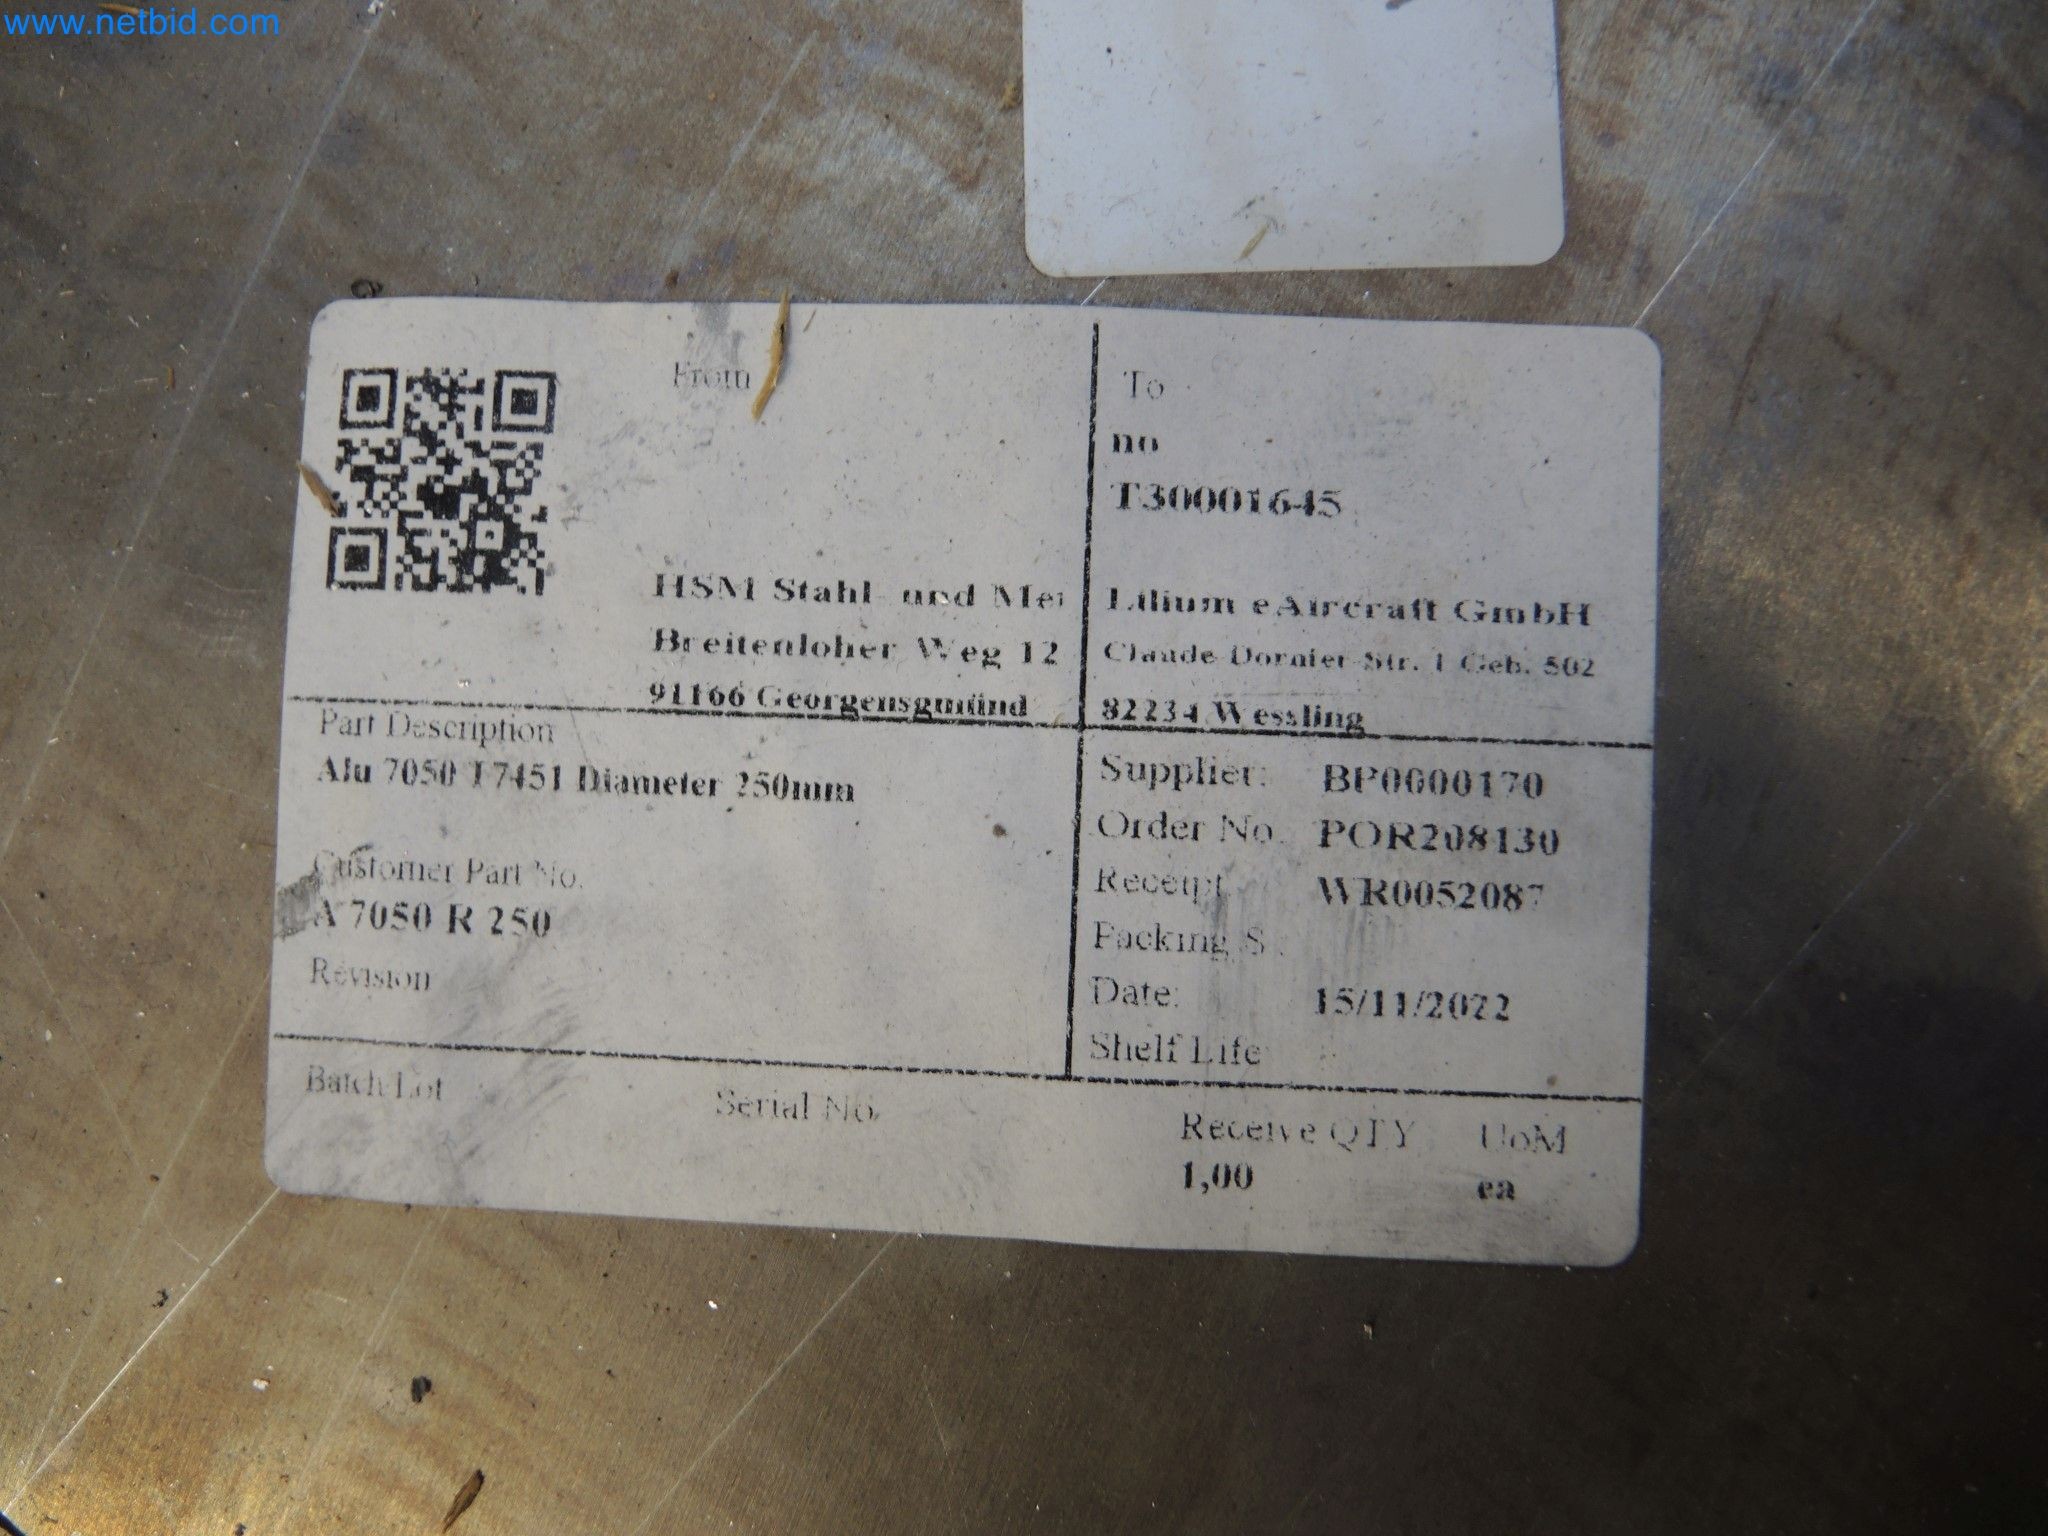 www.netbid.com
From
HSM Stahl- und Met
Breitenloher Weg 12
91166 Georgensgmünd
To
no
T30001645
Lilium eAircraft GmbH
Claude-Dornier-Str. 1 Geb. 502
82234 Wessling
Part Description
Alu 7050 T7451 Diameter 250mm
Customer Part No.
A 7050 R 250
Revision
Supplier: BP0000170
Order No. POR208130
Receipt: WR0052087
Packing S.
Date: 15/11/2022
Shelf Life
Batch/Lot
Serial No.
Receive QTY UoM
1,00 ea